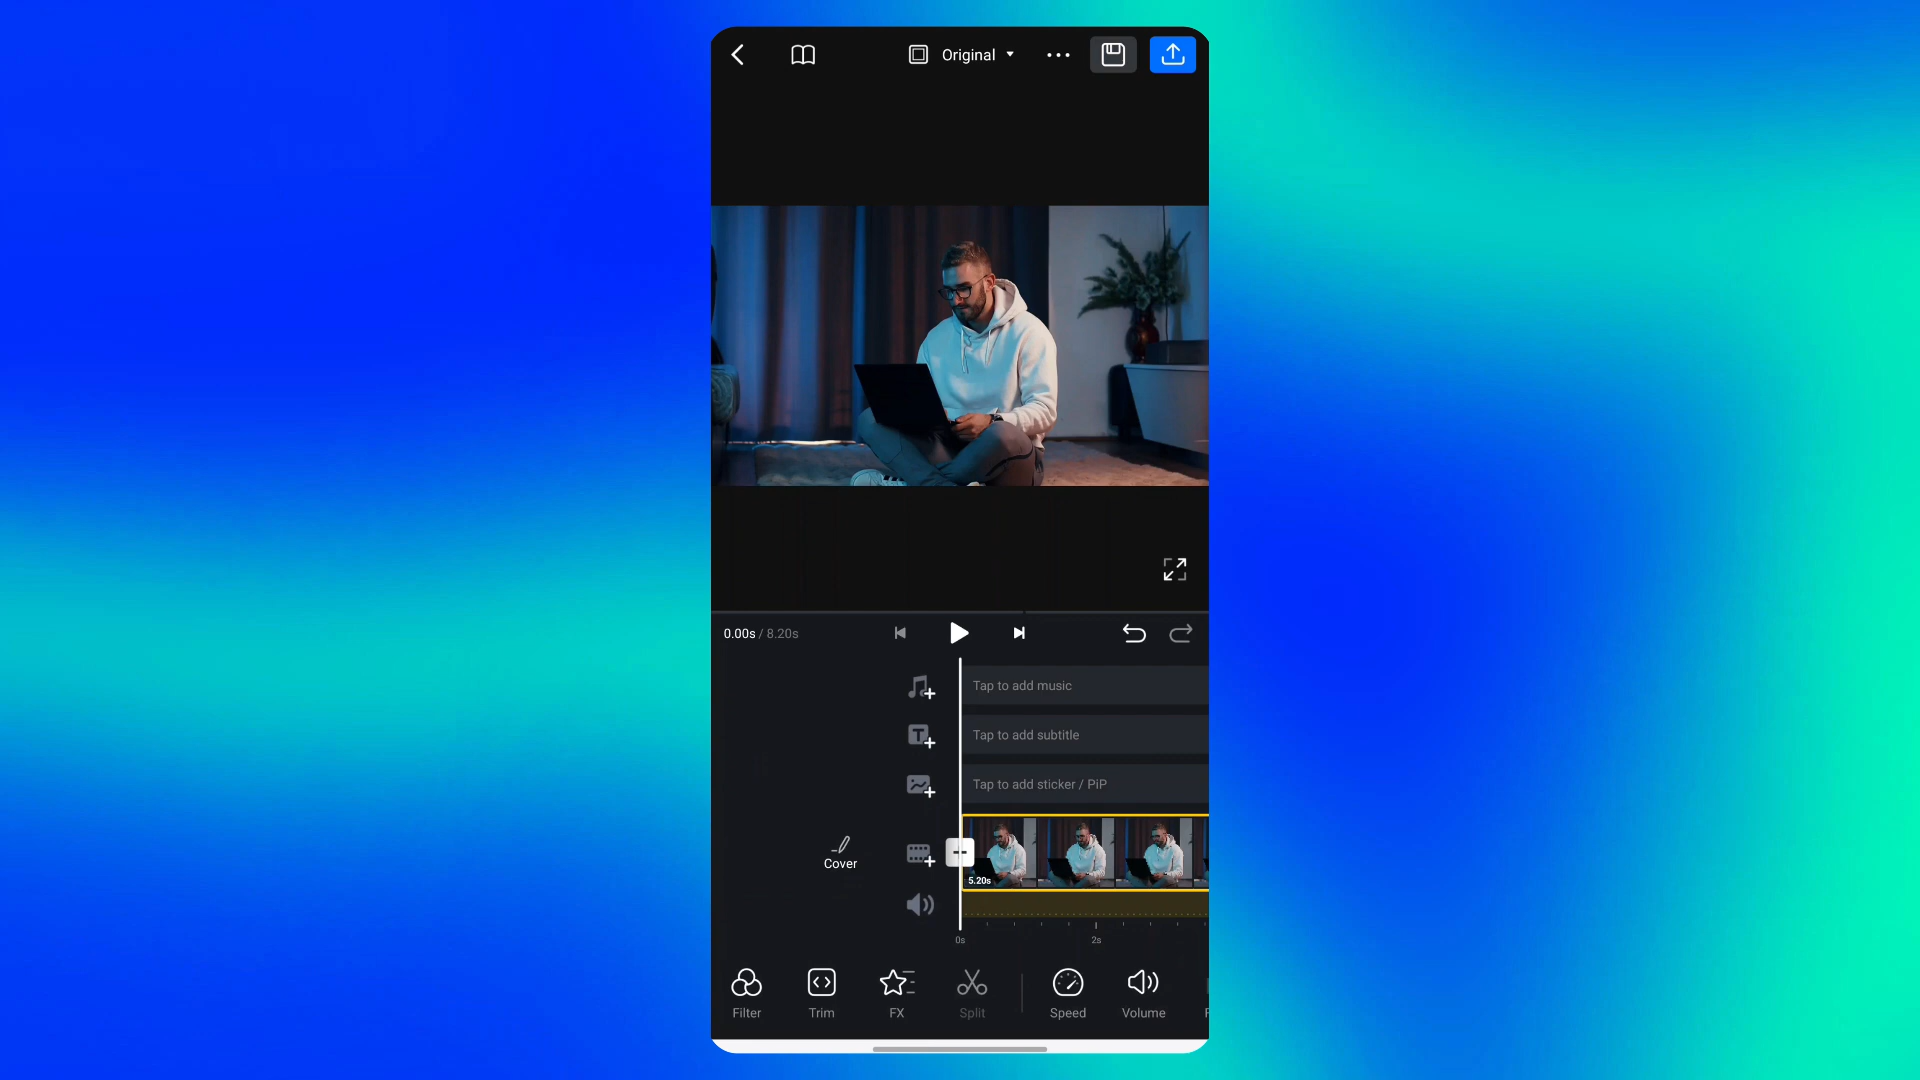 Original
0.00s / 8.20s
Tap to add music
Tap to add subtitle
Tap to add sticker / PiP
Cover
5.20s
0s
2s
Filter
Trim
FX
Split
Speed
Volume